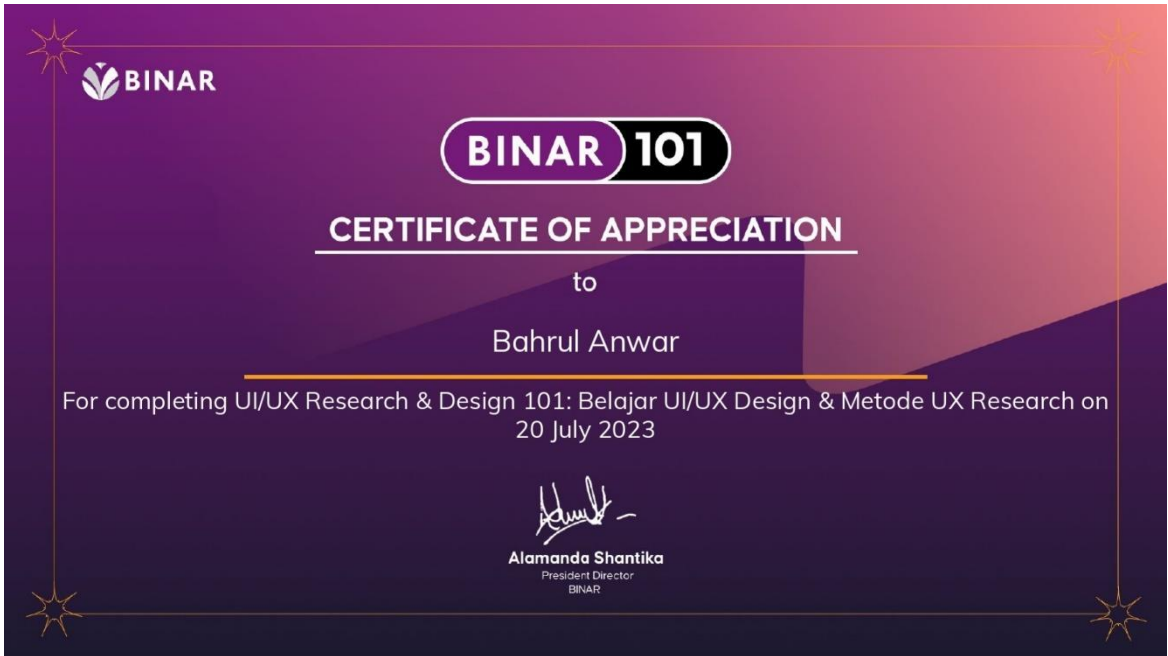 BINAR
BINAR 101
CERTIFICATE OF APPRECIATION
to
Bahrul Anwar
For completing UI/UX Research & Design 101: Belajar UI/UX Design & Metode UX Research on
20 July 2023
Alamanda Shantika
President Director
BINAR